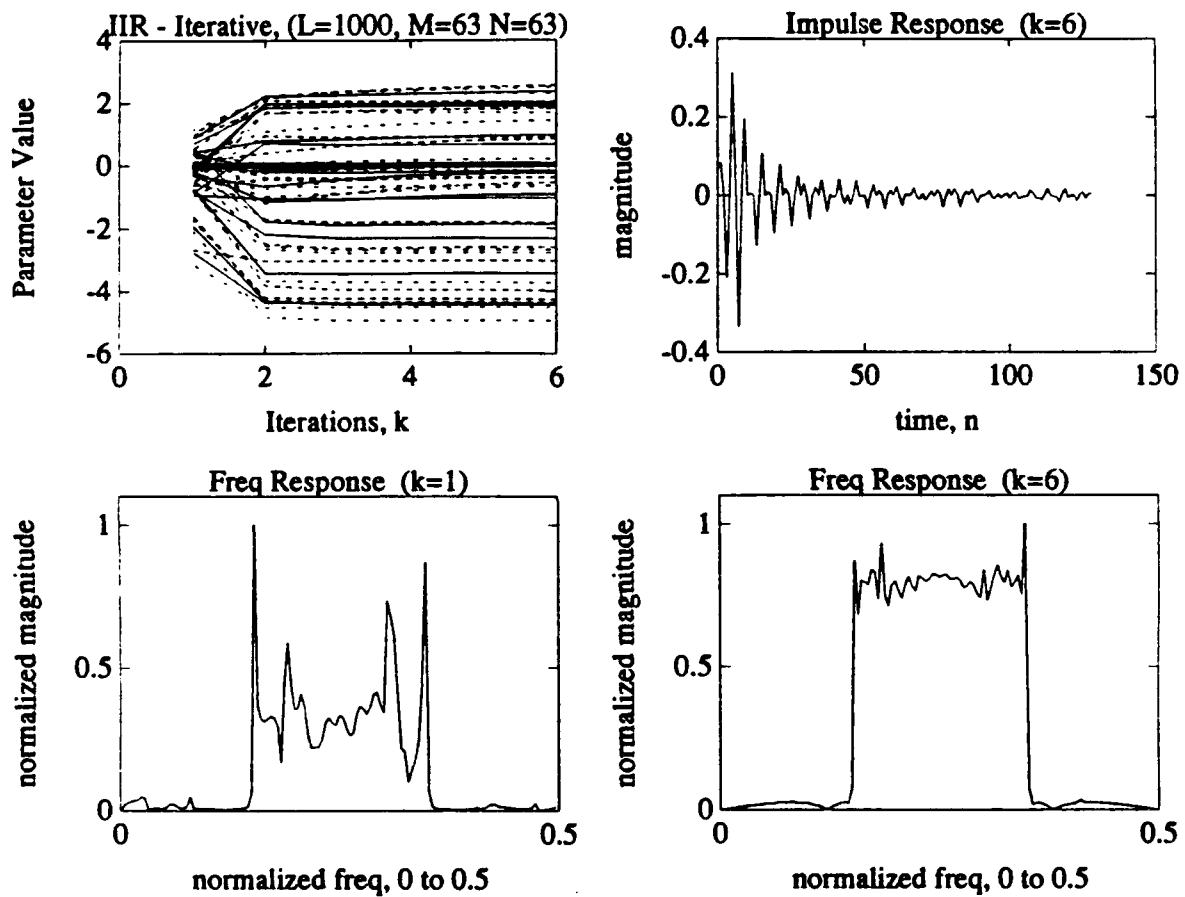 IIR - Iterative, (L=1000, M=63 N=63)
4
2
0
-2
-4
-6
Parameter Value
0
2
4
6
Iterations, k
Impulse Response (k=6)
0.4
0.2
0
-0.2
-0.4
magnitude
0
50
100
150
time, n
Freq Response (k=1)
1
0.5
0
normalized magnitude
0
0.5
normalized freq, 0 to 0.5
Freq Response (k=6)
1
0.5
0
normalized magnitude
0
0.5
normalized freq, 0 to 0.5